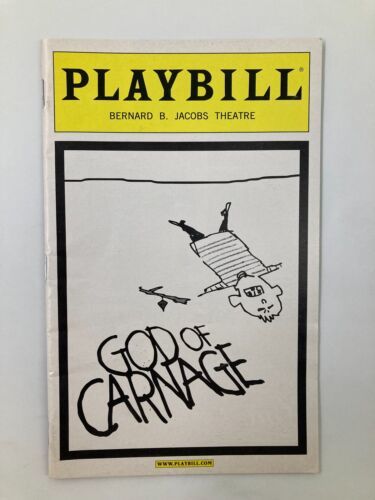 PLAYBILL®
BERNARD B. JACOBS THEATRE
GOD OF
CARNAGE
WWW.PLAYBILL.COM